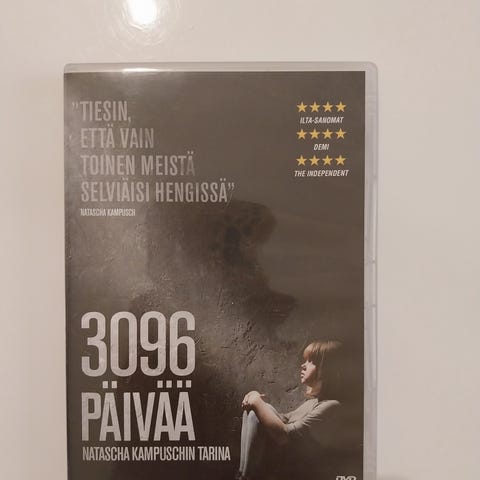 "TIESIN,
ETTÄ VAIN
TOINEN MEISTÄ
SELVIÄISI HENGISSÄ"
NATASCHA KAMPUSCH
★★★★
ILTA-SANOMAT
★★★★
DEMI
★★★★
THE INDEPENDENT
3096
PÄIVÄÄ
NATASCHA KAMPUSCHIN TARINA
DVD